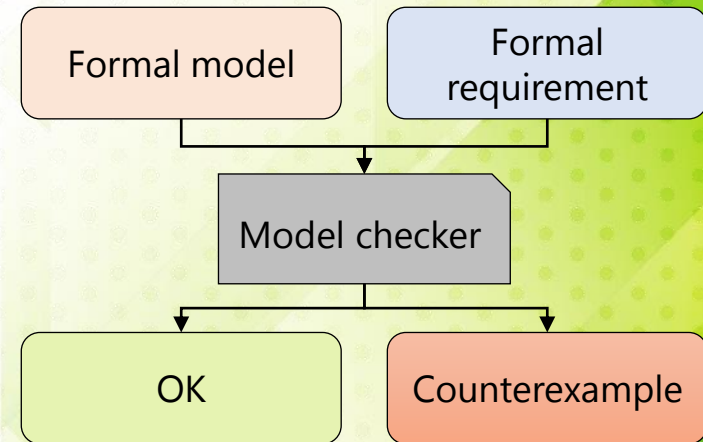 Formal model
Formal
requirement
Model checker
OK
Counterexample